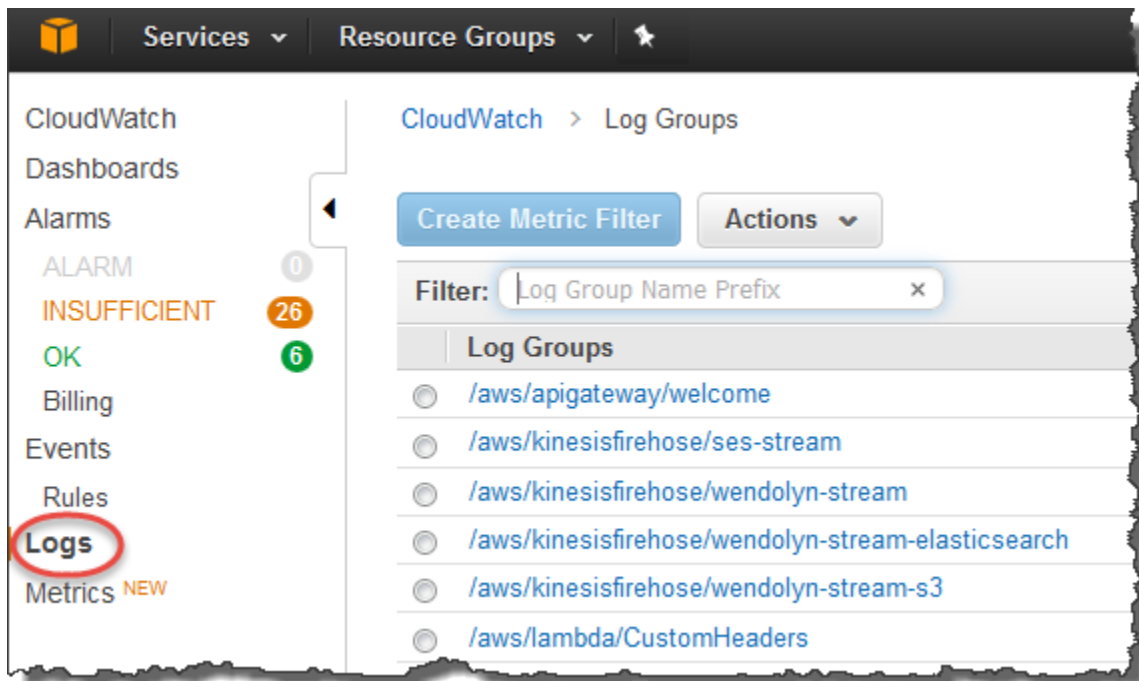 Services Resource Groups
CloudWatch
Dashboards
Alarms
ALARM 0
INSUFFICIENT 26
OK 6
Billing
Events
Rules
Logs
Metrics NEW
CloudWatch > Log Groups
Create Metric Filter Actions
Filter: Log Group Name Prefix ×
Log Groups
/aws/apigateway/welcome
/aws/kinesisfirehose/ses-stream
/aws/kinesisfirehose/wendolyn-stream
/aws/kinesisfirehose/wendolyn-stream-elasticsearch
/aws/kinesisfirehose/wendolyn-stream-s3
/aws/lambda/CustomHeaders